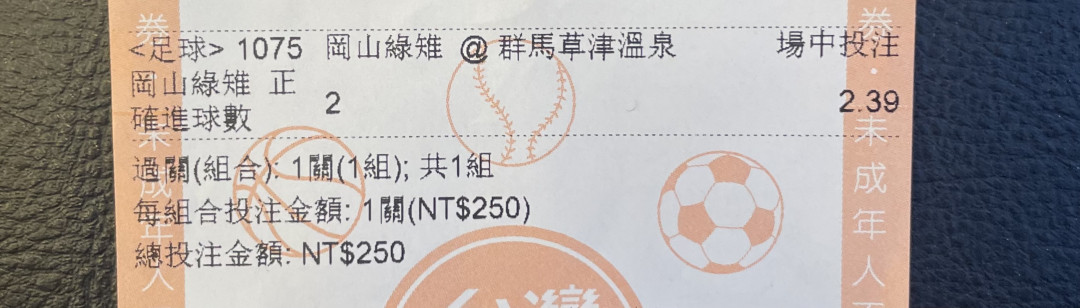 <足球> 1075 岡山綠雉 @ 群馬草津溫泉 場中投注
岡山綠雉 正
確進球數 2 2.39
過關(組合): 1關(1組); 共1組
每組合投注金額: 1關(NT$250)
總投注金額: NT$250
券
未
成
年
人
券·未成年人
台灣